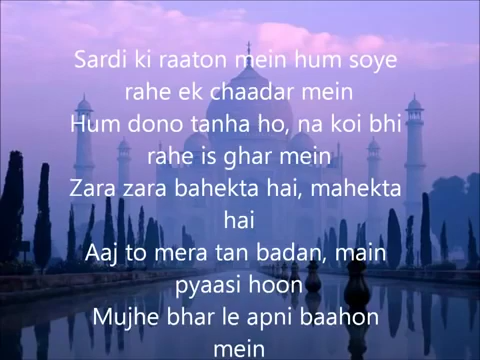 Sardi ki raaton mein hum soye
rahe ek chaadar mein
Hum dono tanha ho, na koi bhi
rahe is ghar mein
Zara zara bahekta hai, mahekta
hai
Aaj to mera tan badan, main
pyaasi hoon
Mujhe bhar le apni baahon
mein